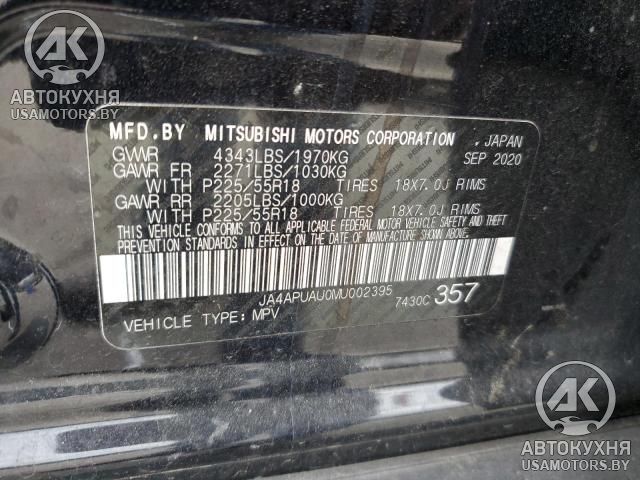 AK
АВТОКУХНЯ
USAMOTORS.BY
MFD.BY MITSUBISHI MOTORS CORPORATION . JAPAN
GVWR 4343LBS/1970KG SEP 2020
GAWR FR 2271LBS/1030KG
WITH P225/55R18 TIRES 18X7.0J RIMS
GAWR RR 2205LBS/1000KG
WITH P225/55R18 TIRES 18X7.0J RIMS
THIS VEHICLE CONFORMS TO ALL APPLICABLE FEDERAL MOTOR VEHICLE SAFETY AND THEFT
PREVENTION STANDARDS IN EFFECT ON THE DATE OF MANUFACTURE SHOWN ABOVE.
JA4APUAU0MU002395
7430C 357
VEHICLE TYPE: MPV
AK
АВТОКУХНЯ
USAMOTORS.BY